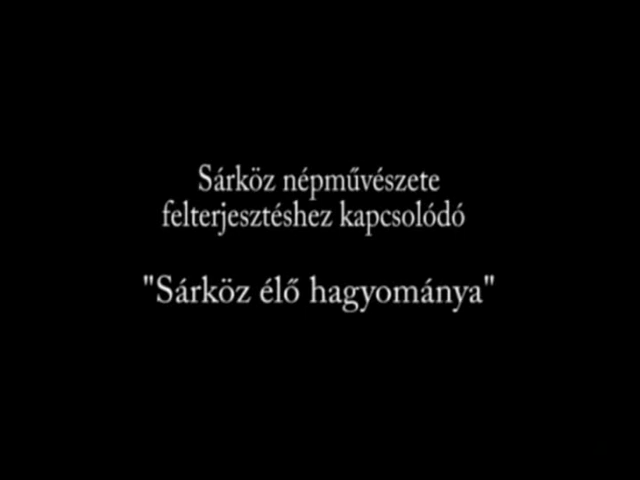 Sárköz népművészete
felterjesztéshez kapcsolódó
"Sárköz élő hagyománya"